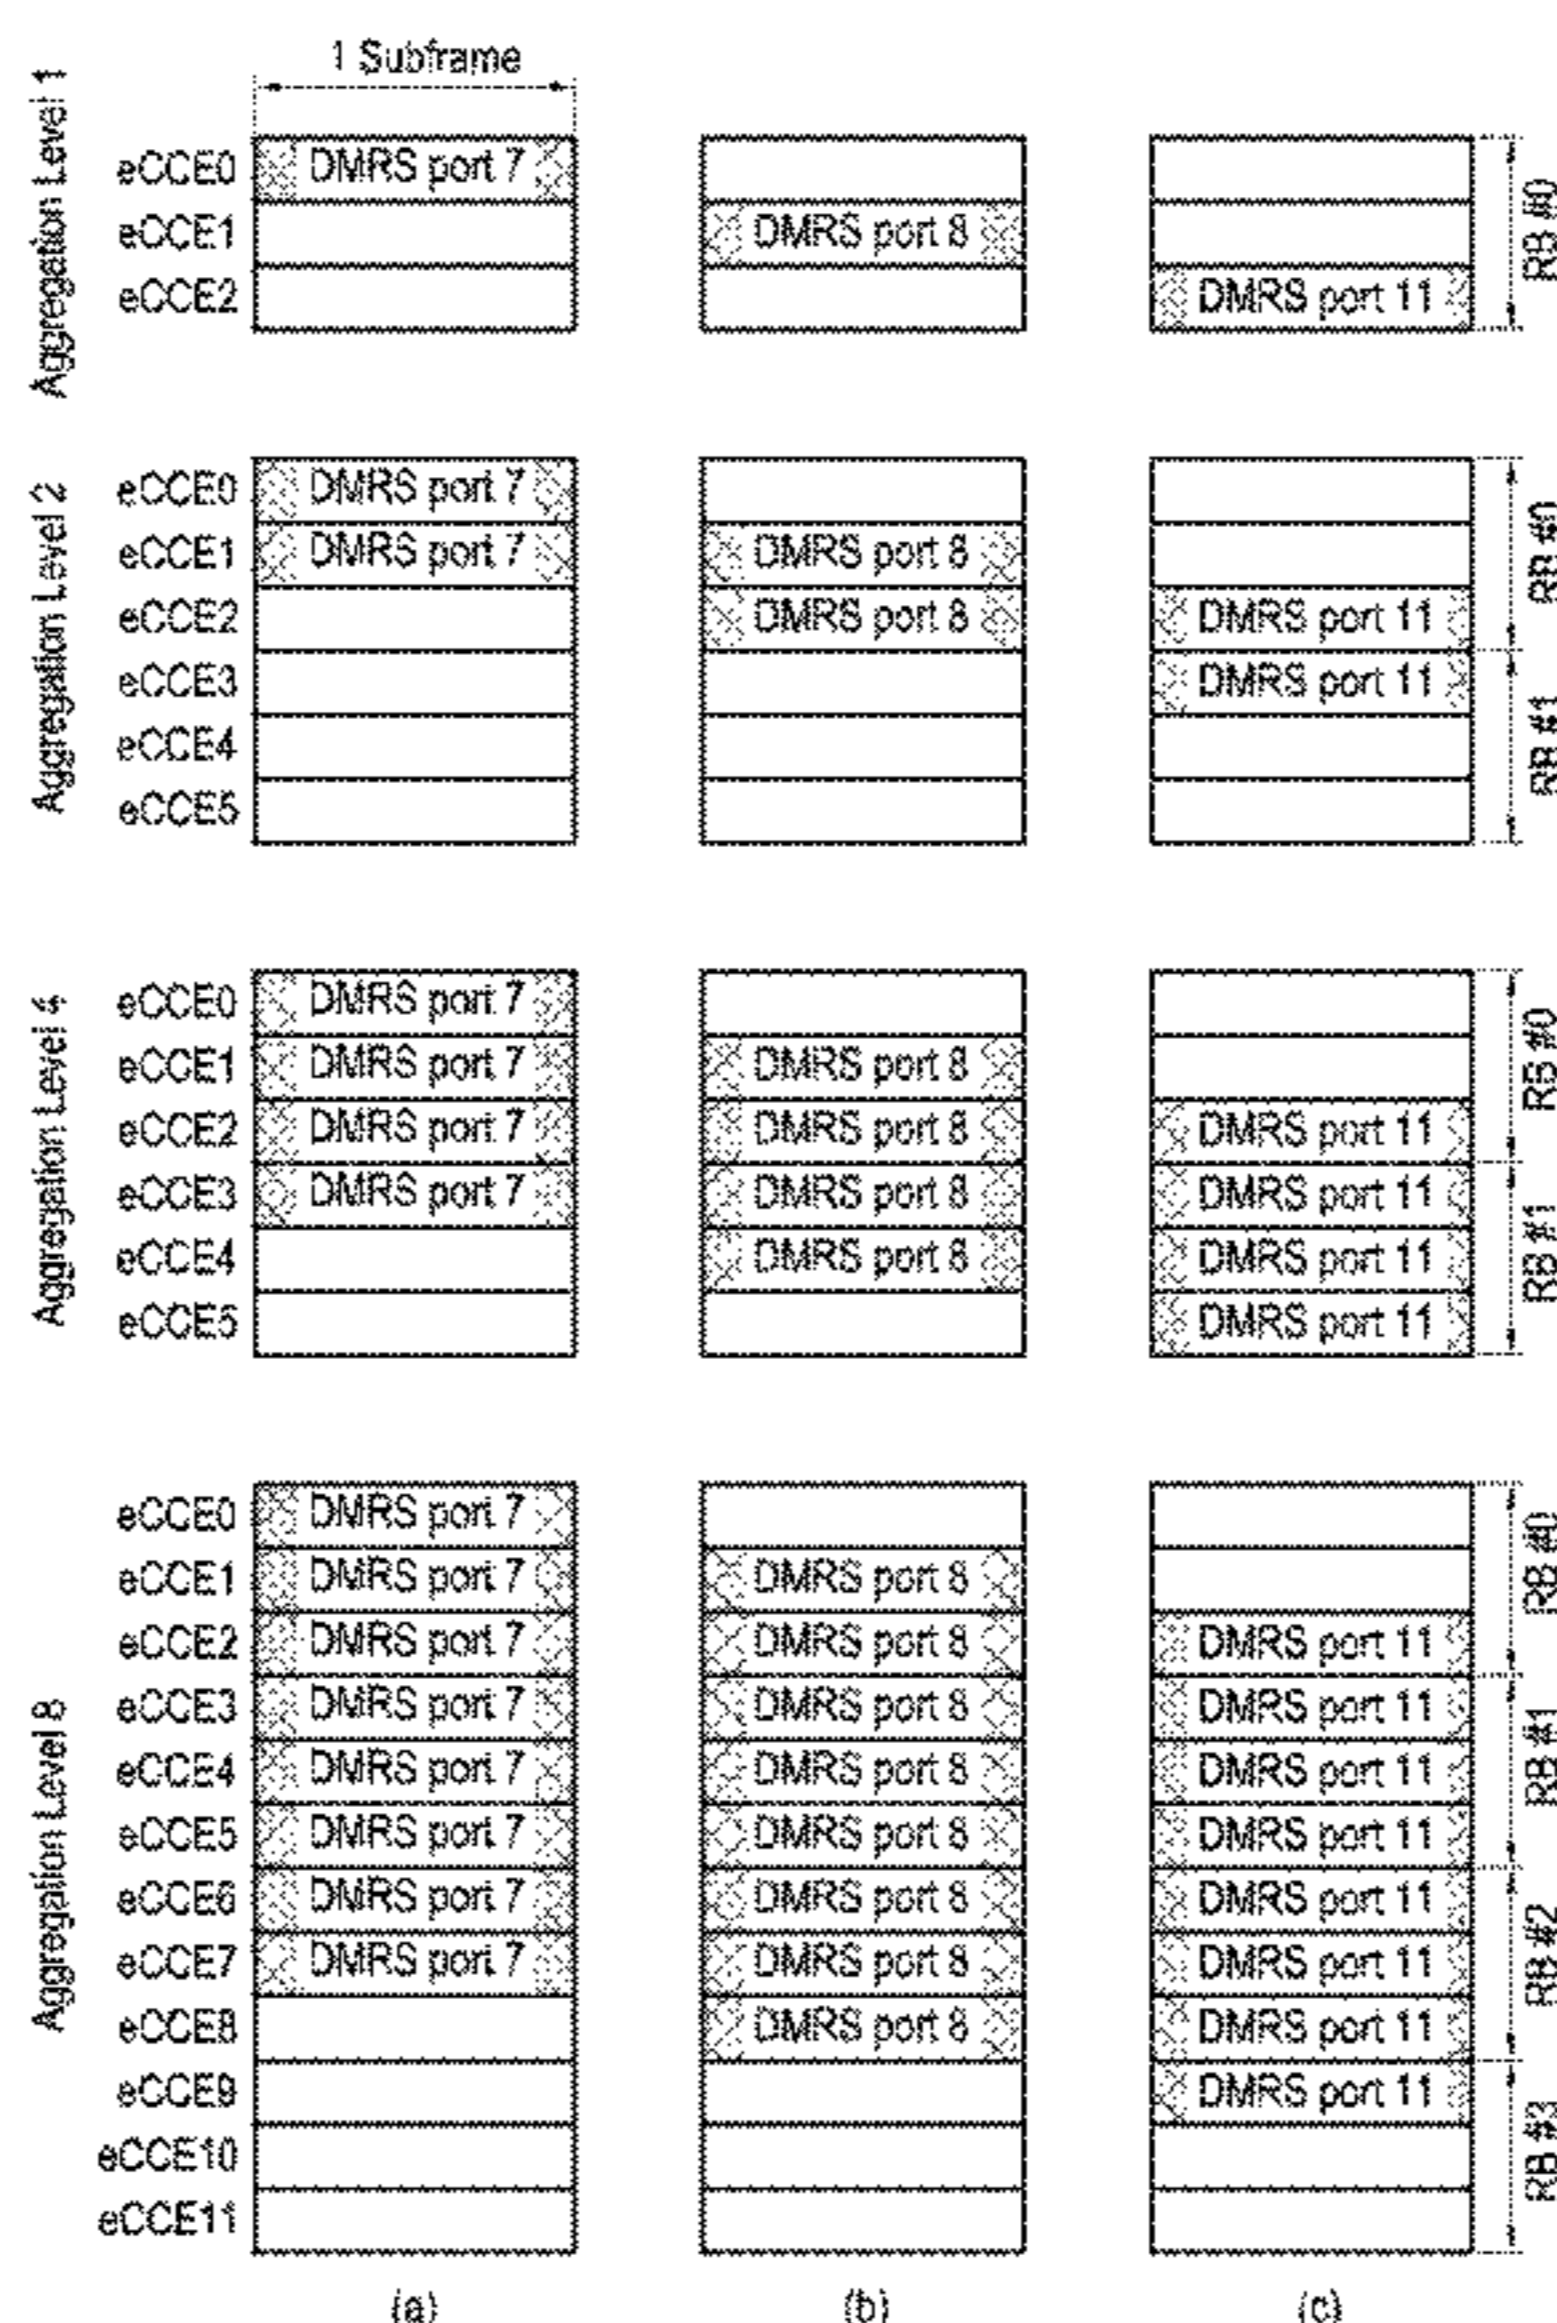 1 Subframe
Aggregation Level 1
eCCE0 DMRS port 7
eCCE1 DMRS port 8
eCCE2 DMRS port 11
RB #0
Aggregation Level 2
eCCE0 DMRS port 7
eCCE1 DMRS port 7 DMRS port 8
eCCE2 DMRS port 8 DMRS port 11
eCCE3 DMRS port 11
eCCE4
eCCE5
RB #0
RB #1
Aggregation Level 4
eCCE0 DMRS port 7
eCCE1 DMRS port 7 DMRS port 8
eCCE2 DMRS port 7 DMRS port 8 DMRS port 11
eCCE3 DMRS port 7 DMRS port 8 DMRS port 11
eCCE4 DMRS port 8 DMRS port 11
eCCE5 DMRS port 11
RB #0
RB #1
Aggregation Level 8
eCCE0 DMRS port 7
eCCE1 DMRS port 7 DMRS port 8
eCCE2 DMRS port 7 DMRS port 8 DMRS port 11
eCCE3 DMRS port 7 DMRS port 8 DMRS port 11
eCCE4 DMRS port 7 DMRS port 8 DMRS port 11
eCCE5 DMRS port 7 DMRS port 8 DMRS port 11
eCCE6 DMRS port 7 DMRS port 8 DMRS port 11
eCCE7 DMRS port 7 DMRS port 8 DMRS port 11
eCCE8 DMRS port 8 DMRS port 11
eCCE9 DMRS port 11
eCCE10
eCCE11
RB #0
RB #1
RB #2
RB #3
(a) (b) (c)